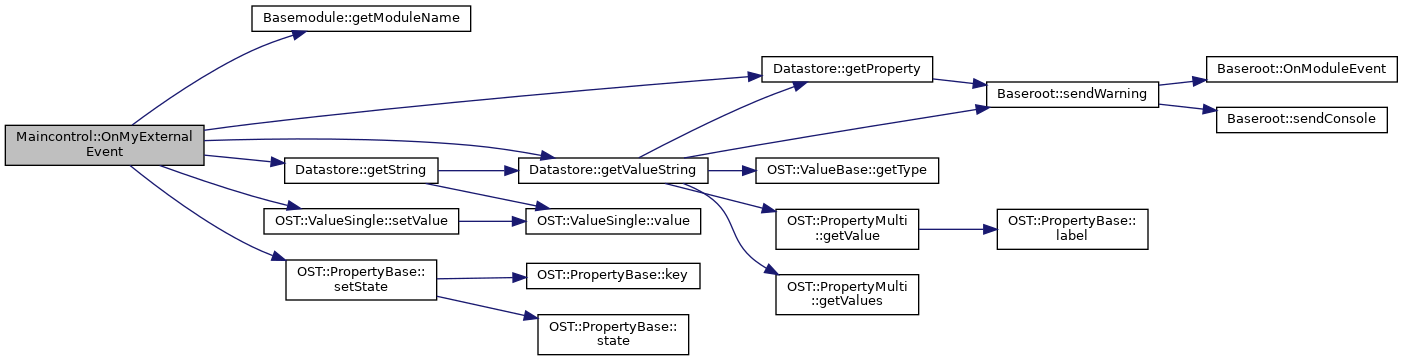 Maincontrol::OnMyExternal
Event
Basemodule::getModuleName
Datastore::getProperty
Baseroot::sendWarning
Baseroot::OnModuleEvent
Baseroot::sendConsole
Datastore::getString
Datastore::getValueString
OST::ValueBase::getType
OST::ValueSingle::setValue
OST::ValueSingle::value
OST::PropertyMulti
::getValue
OST::PropertyBase::
label
OST::PropertyBase::
setState
OST::PropertyBase::key
OST::PropertyMulti
::getValues
OST::PropertyBase::
state